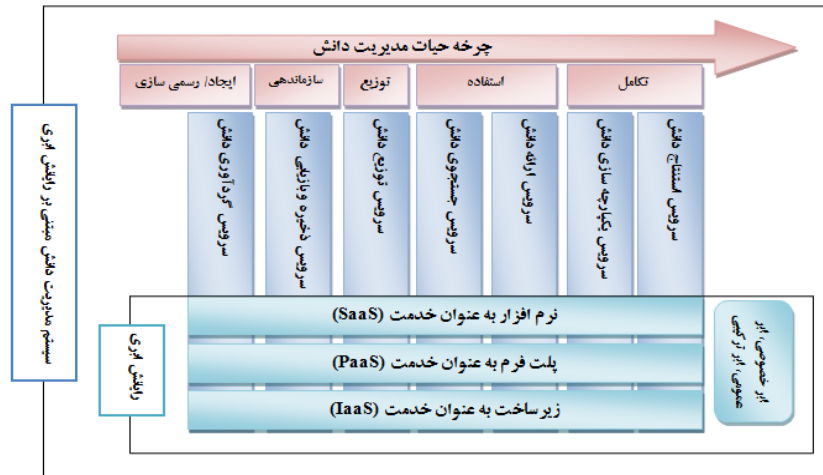 چرخه حیات مدیریت دانش
ایجاد/ رسمی سازی
سازماندهی
توزیع
استفاده
تکامل
سرویس گردآوری دانش
سرویس ذخیره و بازیابی دانش
سرویس توزیع دانش
سرویس جستجوی دانش
سرویس ارائه دانش
سرویس یکپارچه سازی دانش
سرویس استنتاج دانش
سیستم مدیریت دانش مبتنی بر رایانش ابری
رایانش ابری
نرم افزار به عنوان خدمت (SaaS)
پلت فرم به عنوان خدمت (PaaS)
زیرساخت به عنوان خدمت (IaaS)
ابر خصوصی، ابر
عمومی، ابر ترکیبی